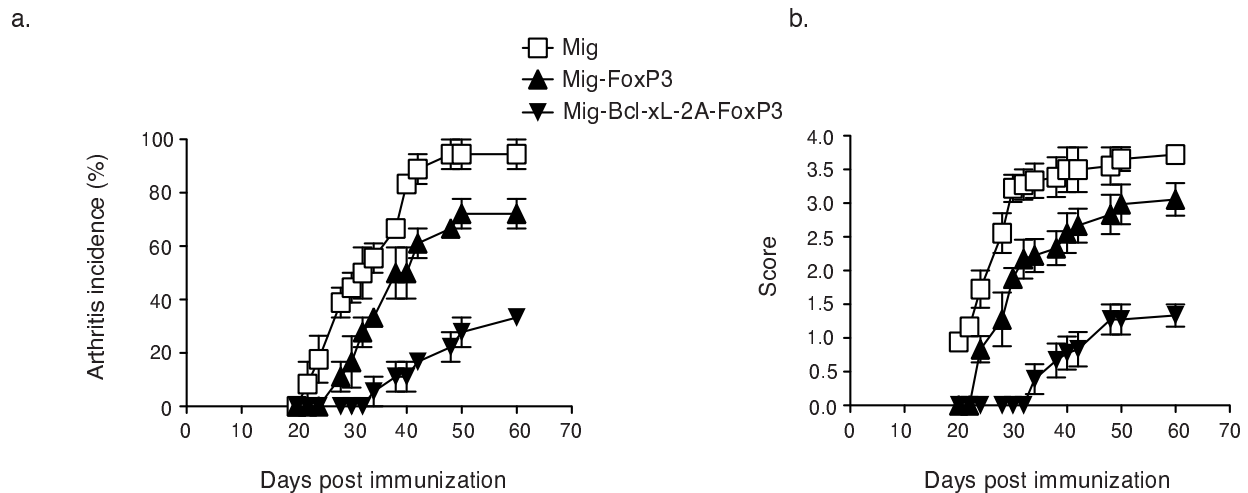 a.
b.
Mig
Mig-FoxP3
Mig-Bcl-xL-2A-FoxP3
Arthritis incidence (%)
100
80
60
40
20
0
0 10 20 30 40 50 60 70
Days post immunization
Score
4.0
3.5
3.0
2.5
2.0
1.5
1.0
0.5
0.0
0 10 20 30 40 50 60 70
Days post immunization